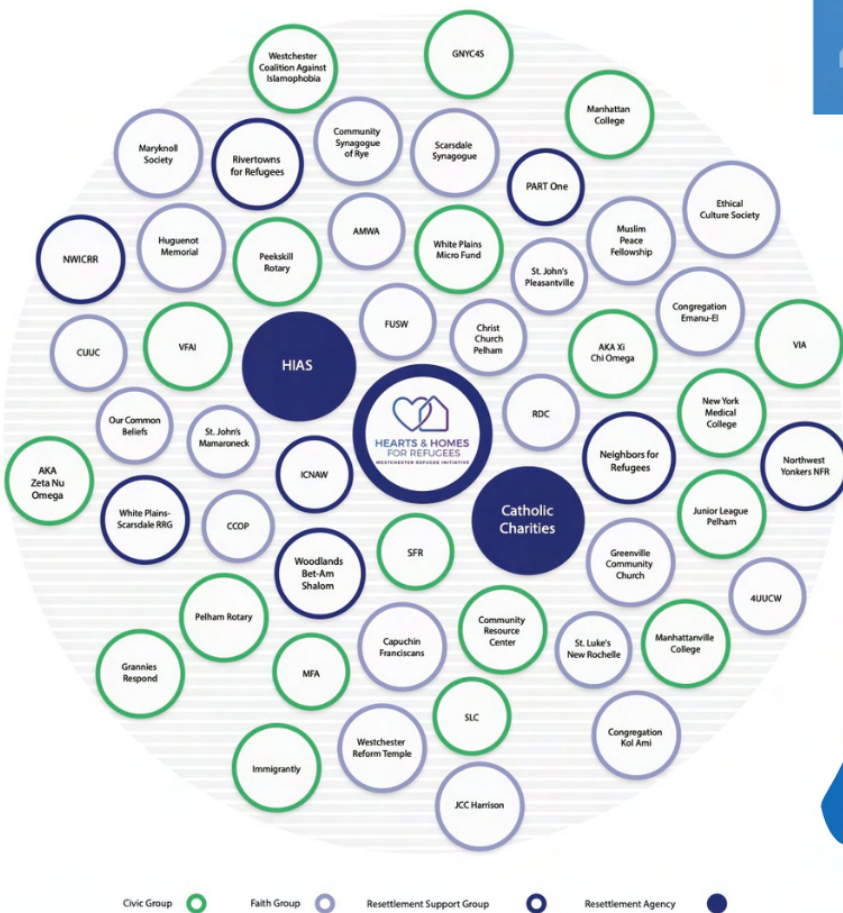 Westchester
Coalition Against
Islamophobia
GNYC4S
Manhattan
College
Maryknoll
Society
Rivertowns
for Refugees
Community
Synagogue
of Rye
Scarsdale
Synagogue
PART One
Ethical
Culture Society
NWICRR
Huguenot
Memorial
Peekskill
Rotary
AMWA
White Plains
Micro Fund
St. John's
Pleasantville
Muslim
Peace
Fellowship
Congregation
Emanu-El
CUUC
VFAI
HIAS
FUSW
Christ
Church
Pelham
AKA Xi
Chi Omega
VIA
Our Common
Beliefs
St. John's
Mamaroneck
HEARTS & HOMES
FOR REFUGEES
WESTCHESTER REFUGEE INITIATIVE
RDC
New York
Medical
College
AKA
Zeta Nu
Omega
ICNAW
Neighbors for
Refugees
Northwest
Yonkers NFR
White Plains-
Scarsdale RRG
CCOP
Catholic
Charities
Junior League
Pelham
Woodlands
Bet-Am
Shalom
SFR
Greenville
Community
Church
4UUCW
Pelham Rotary
Capuchin
Franciscans
Community
Resource
Center
St. Luke's
New Rochelle
Manhattanville
College
Grannies
Respond
MFA
SLC
Congregation
Kol Ami
Immigrantly
Westchester
Reform Temple
JCC Harrison
Civic Group
Faith Group
Resettlement Support Group
Resettlement Agency